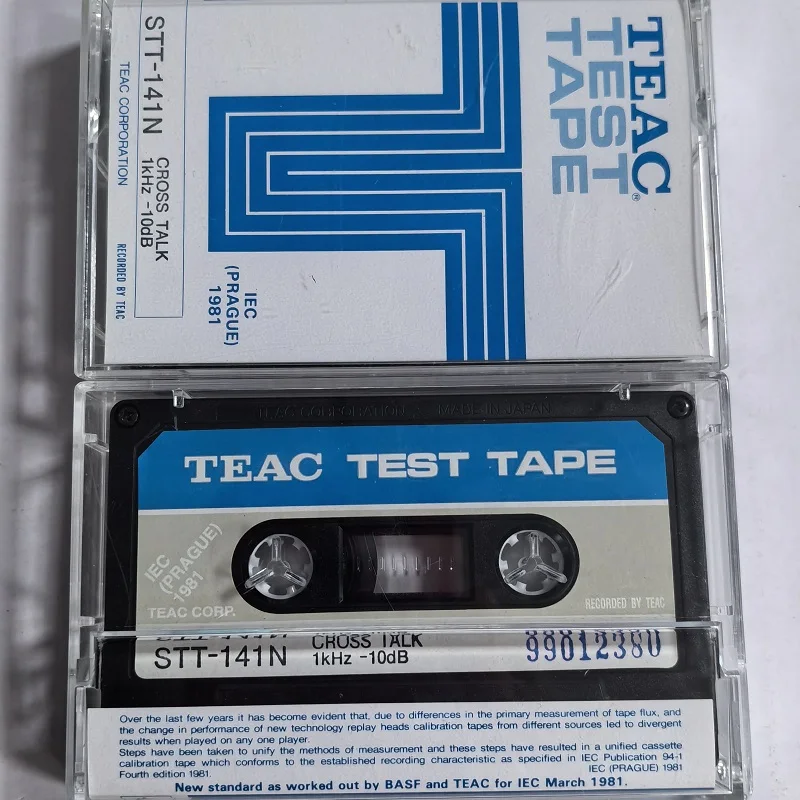 TEAC®
TEST
TAPE
IEC
(PRAGUE)
1981
STT-141N
CROSS TALK
1kHz -10dB
TEAC CORPORATION
RECORDED BY TEAC
TEAC CORPORATION MADE IN JAPAN
TEAC TEST TAPE
IEC
(PRAGUE)
1981
TEAC CORP.
RECORDED BY TEAC
STT-141N
CROSS TALK
1kHz -10dB
99012380
Over the last few years it has become evident that, due to differences in the primary measurement of tape flux, and
the change in performance of new technology replay heads calibration tapes from different sources led to divergent
results when played on any one player.
Steps have been taken to unify the methods of measurement and these steps have resulted in a unified cassette
calibration tape which conforms to the established recording characteristic as specified in IEC Publication 94-1
Fourth edition 1981.
IEC (PRAGUE) 1981
New standard as worked out by BASF and TEAC for IEC March 1981.